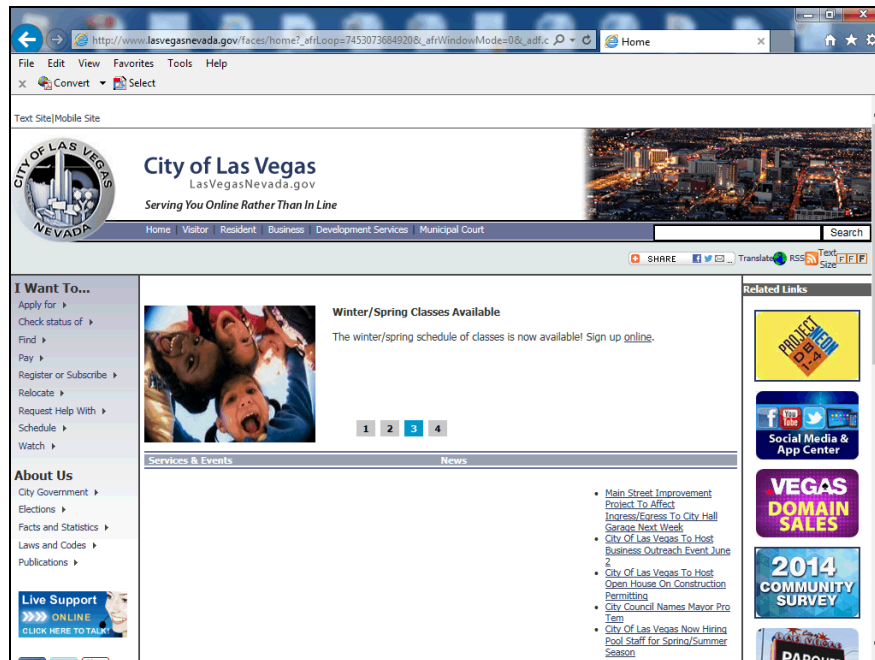 http://www.lasvegasnevada.gov/faces/home?_afrLoop=7453073684920&_afrWindowMode=0&_adf.c
Home
File Edit View Favorites Tools Help
x Convert Select
Text Site|Mobile Site
CITY OF LAS VEGAS
NEVADA
City of Las Vegas
LasVegasNevada.gov
Serving You Online Rather Than In Line
Home | Visitor | Resident | Business | Development Services | Municipal Court
Search
SHARE
Translate
RSS
Text
Size
F F F
I Want To...
Apply for
Check status of
Find
Pay
Register or Subscribe
Relocate
Request Help With
Schedule
Watch
About Us
City Government
Elections
Facts and Statistics
Laws and Codes
Publications
Live Support
ONLINE
CLICK HERE TO TALK!
Winter/Spring Classes Available
The winter/spring schedule of classes is now available! Sign up online.
1 2 3 4
Services & Events
News
Main Street Improvement
Project To Affect
Ingress/Egress To City Hall
Garage Next Week
City Of Las Vegas To Host
Business Outreach Event June
2
City Of Las Vegas To Host
Open House On Construction
Permitting
City Council Names Mayor Pro
Tem
City Of Las Vegas Now Hiring
Pool Staff for Spring/Summer
Season
Related Links
PROJECT
NEON
DB
1-4
You
Tube
Social Media &
App Center
VEGAS
DOMAIN
SALES
2014
COMMUNITY
SURVEY
LAS VEGAS